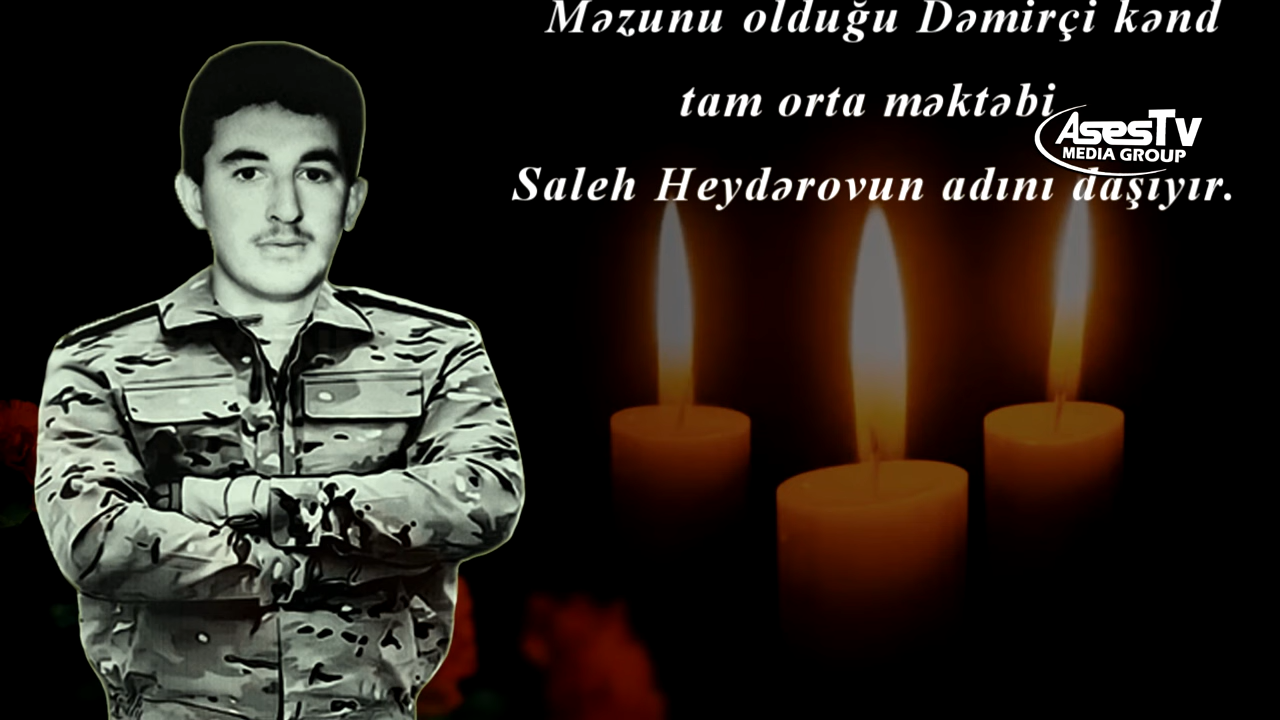 Məzunu olduğu Dəmirçi kənd
tam orta məktəbi
AsesTV
MEDIA GROUP
Saleh Heydərovun adını daşıyır.